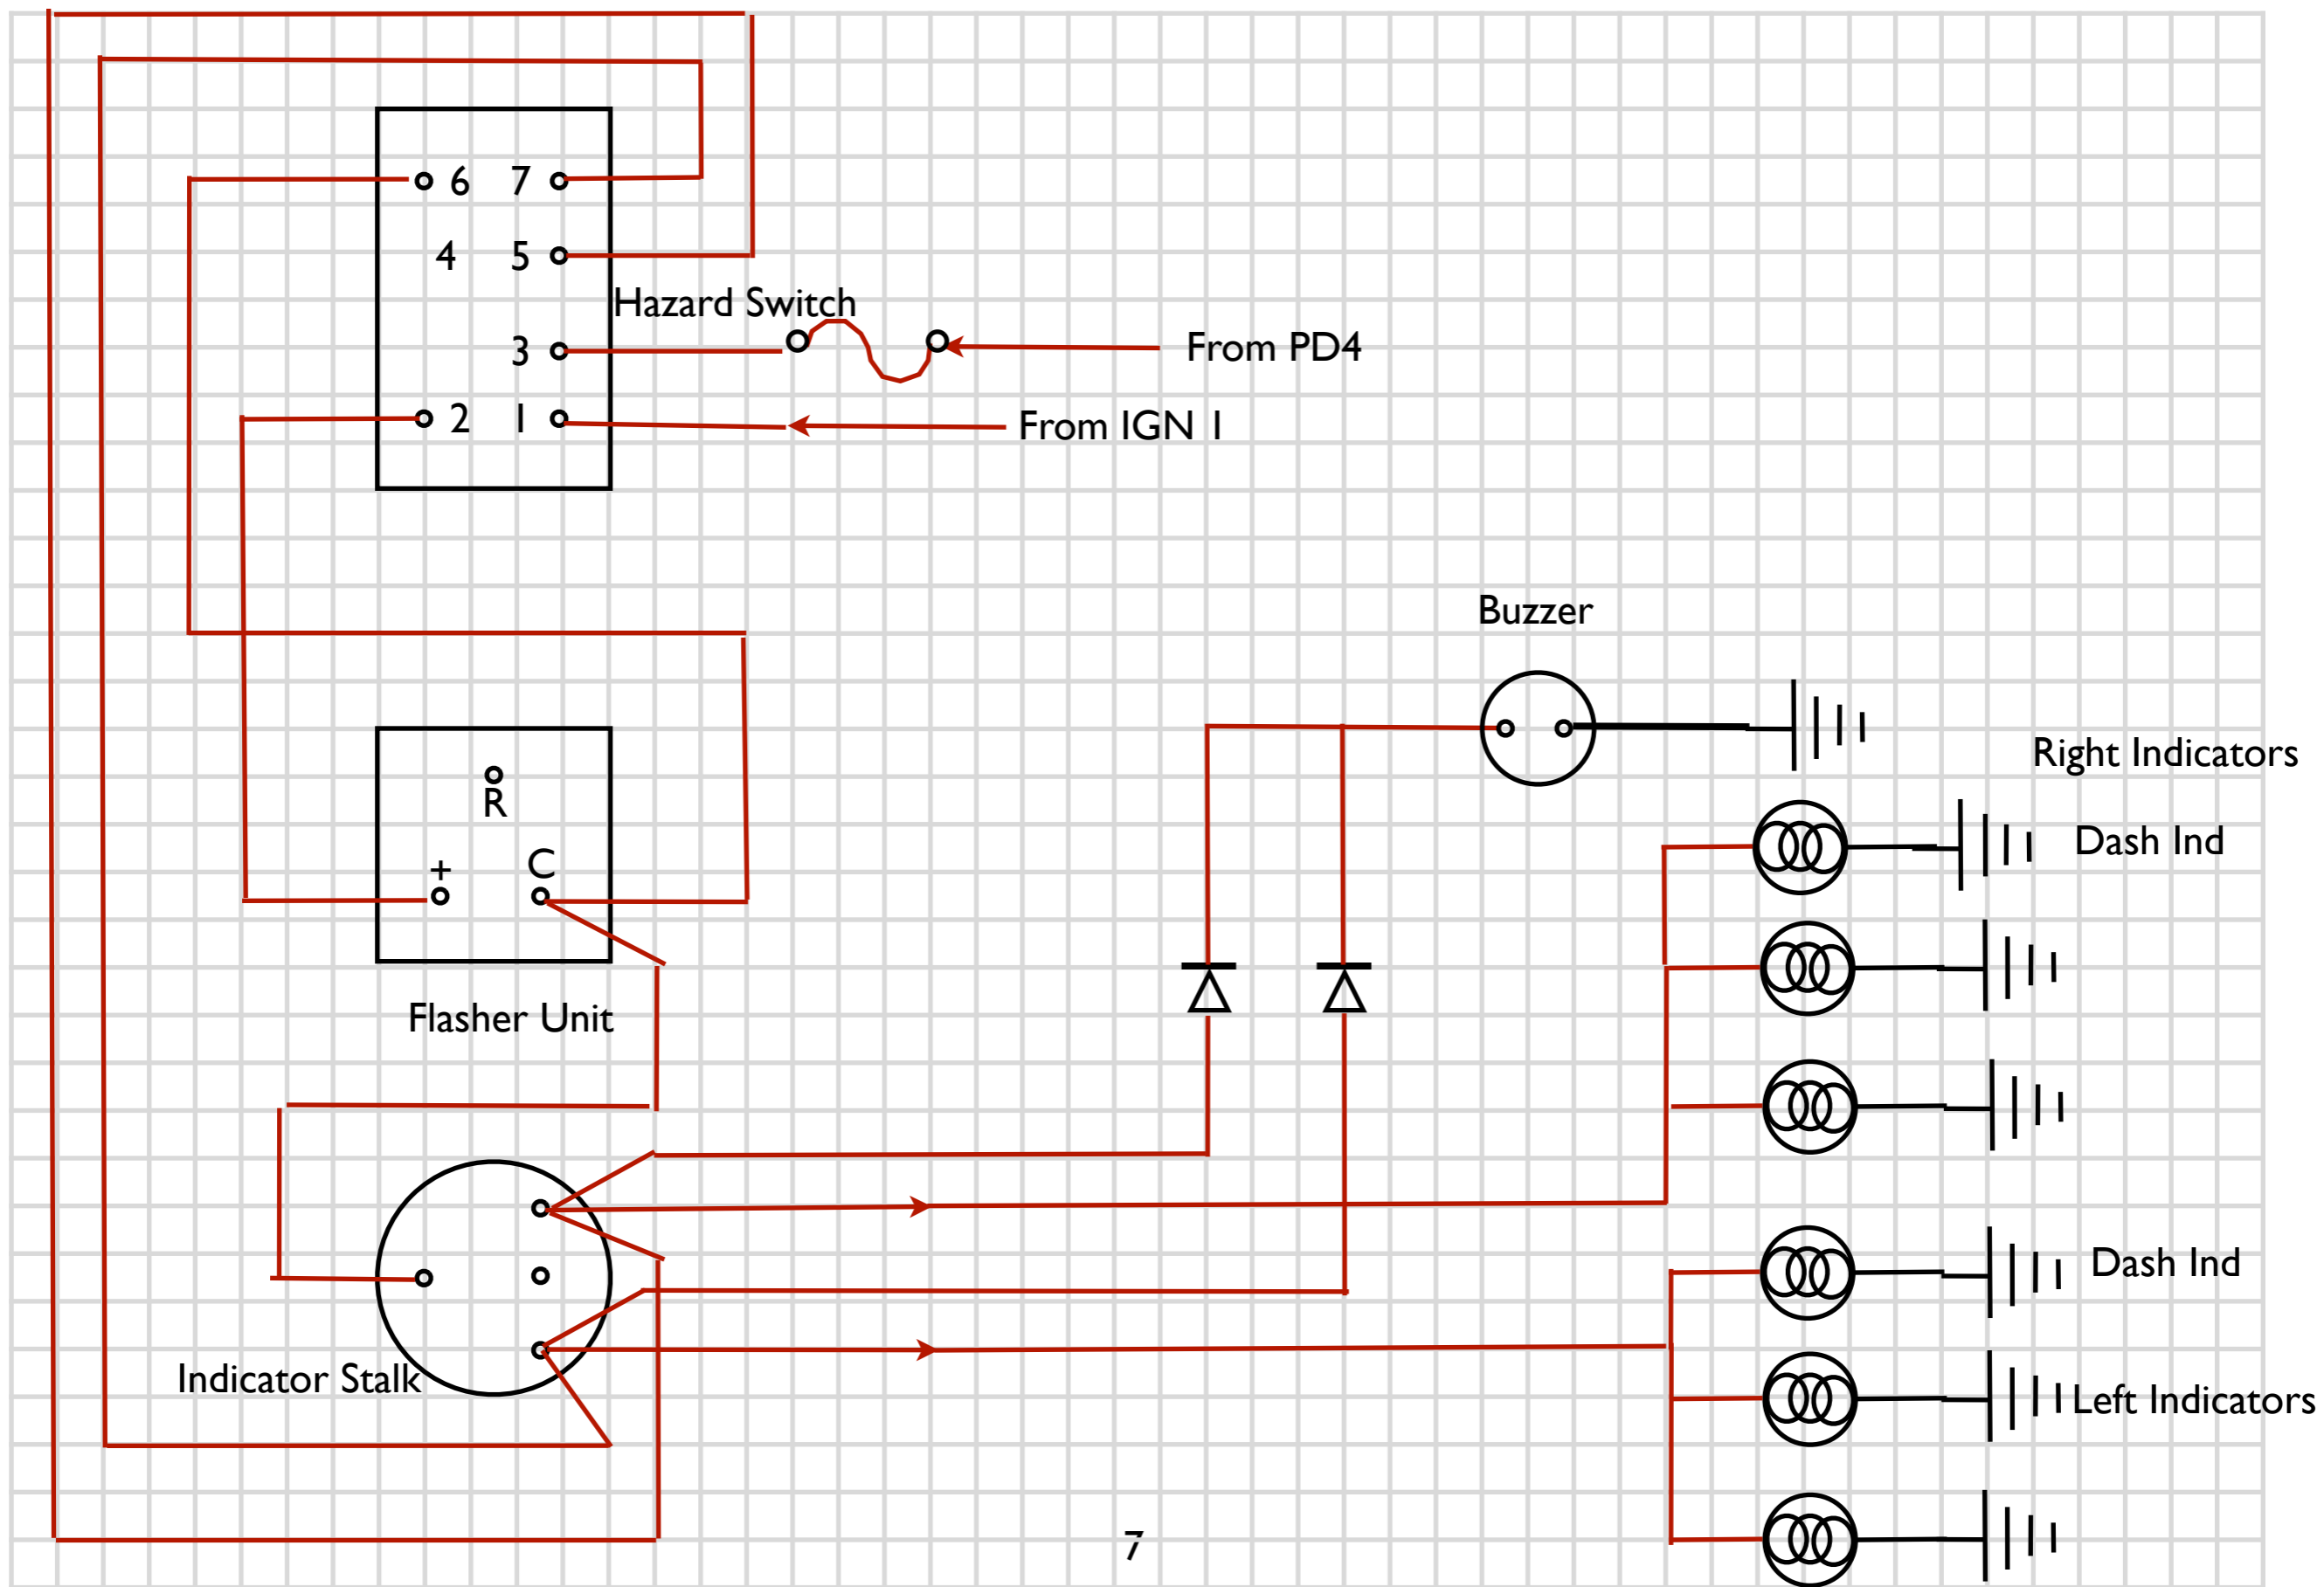 6 7
4 5
Hazard Switch
3
From PD4
2 1
From IGN 1
Buzzer
R
Right Indicators
+ C
Dash Ind
Flasher Unit
Dash Ind
Indicator Stalk
Left Indicators
7